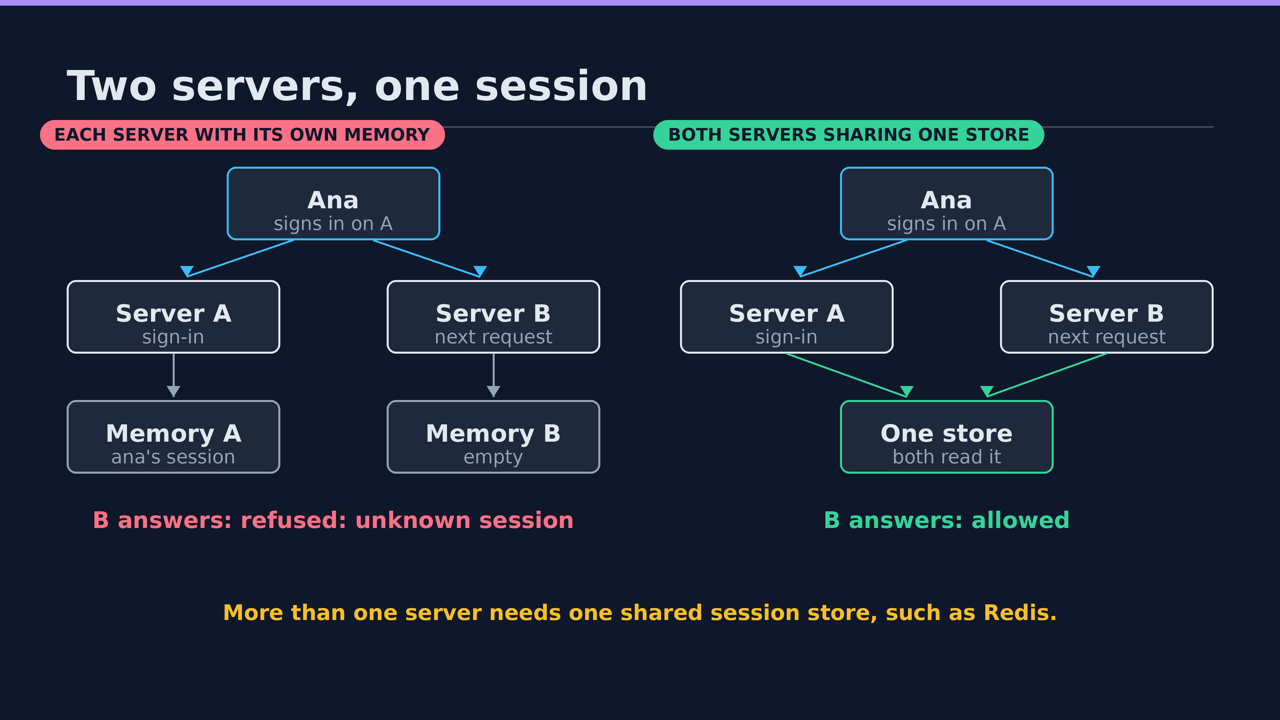 Two servers, one session
EACH SERVER WITH ITS OWN MEMORY
Ana
signs in on A
Server A
sign-in
Server B
next request
Memory A
ana's session
Memory B
empty
B answers: refused: unknown session
BOTH SERVERS SHARING ONE STORE
Ana
signs in on A
Server A
sign-in
Server B
next request
One store
both read it
B answers: allowed
More than one server needs one shared session store, such as Redis.